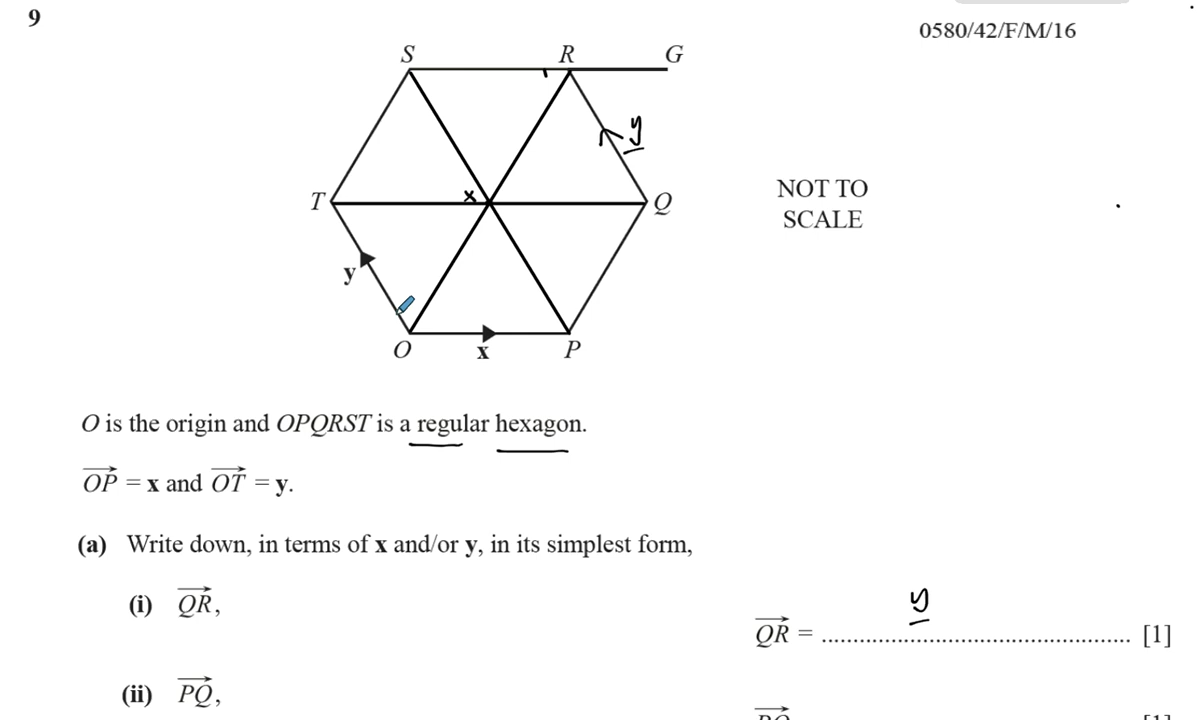 9
0580/42/F/M/16
S R G
y
T x Q
NOT TO
SCALE
y
O x P
O is the origin and OPQRST is a regular hexagon.
OP = x and OT = y.
(a) Write down, in terms of x and/or y, in its simplest form,
(i) QR,
y
QR = .................................................. [1]
(ii) PQ,